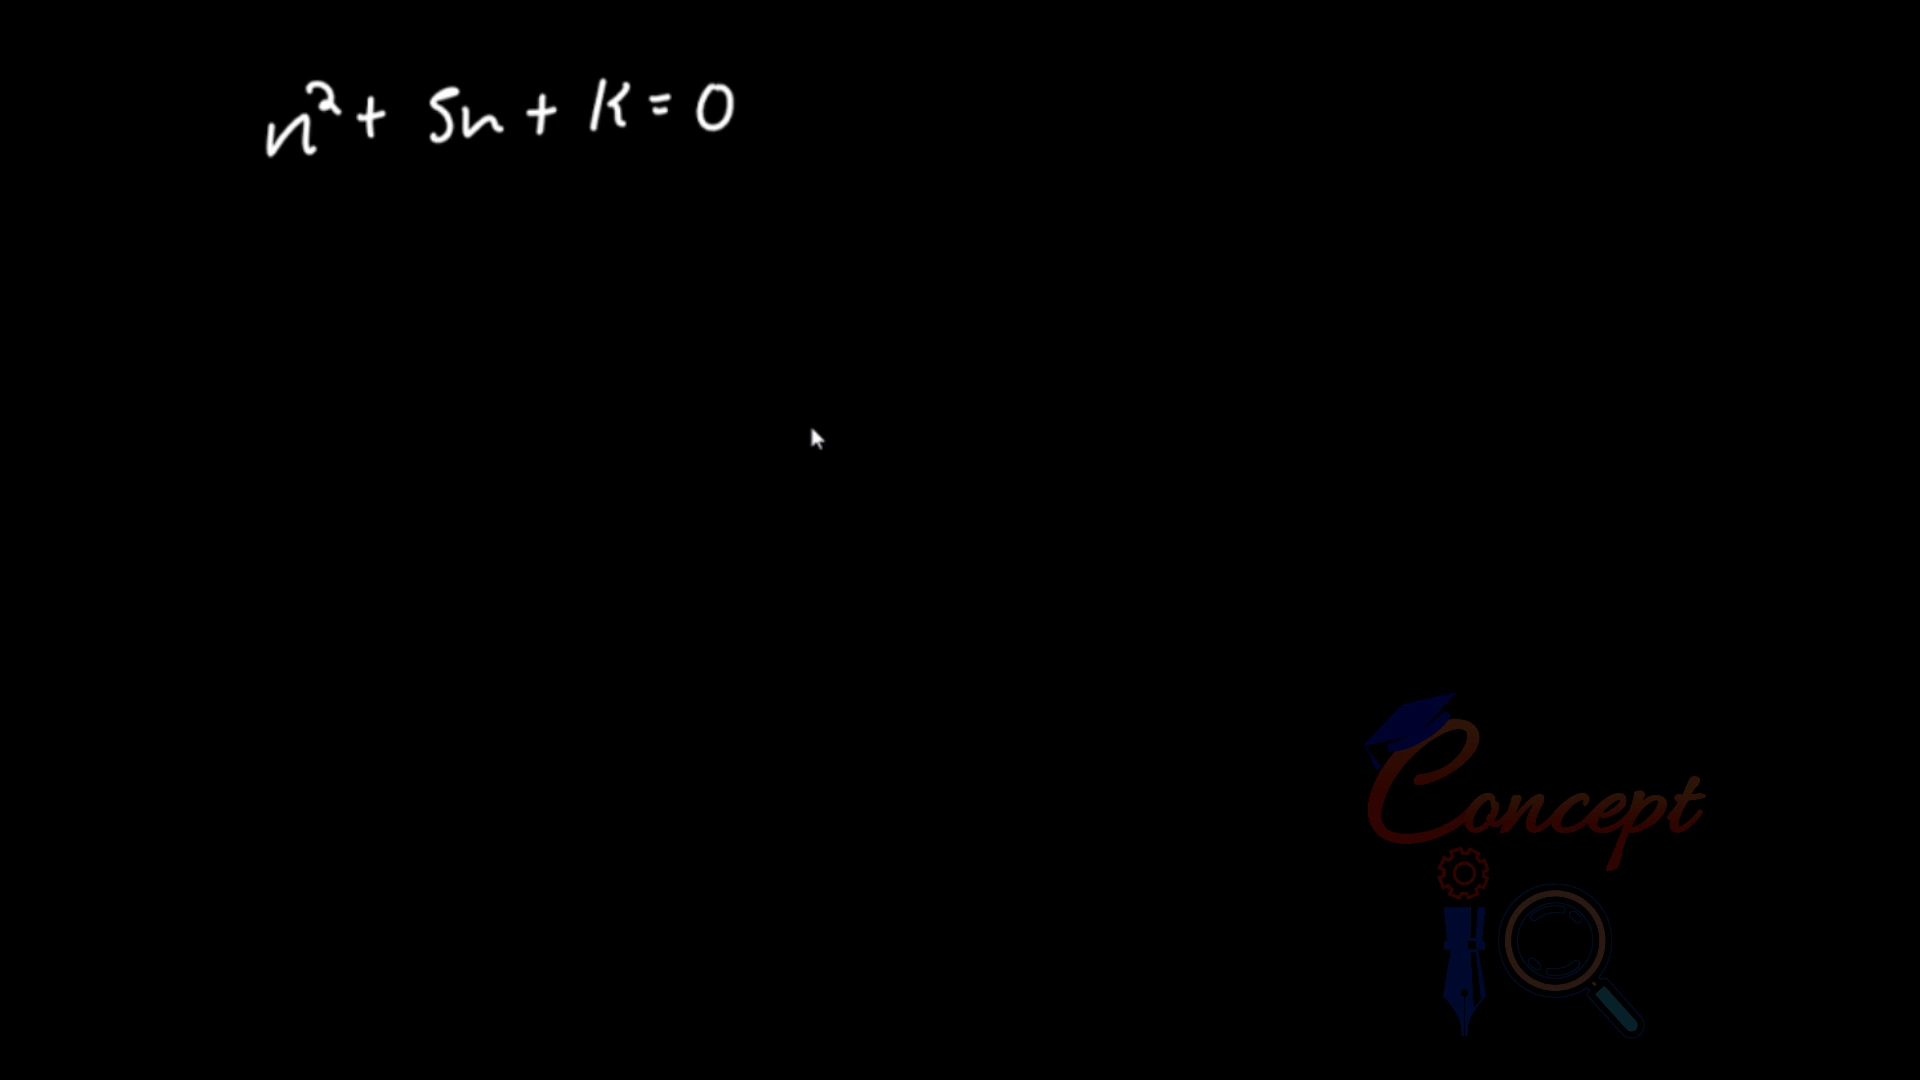 n² + 5n + K = 0
Concept